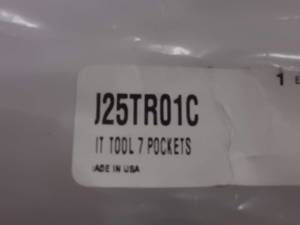 1 E
J25TR01C
IT TOOL 7 POCKETS
ADE IN USA